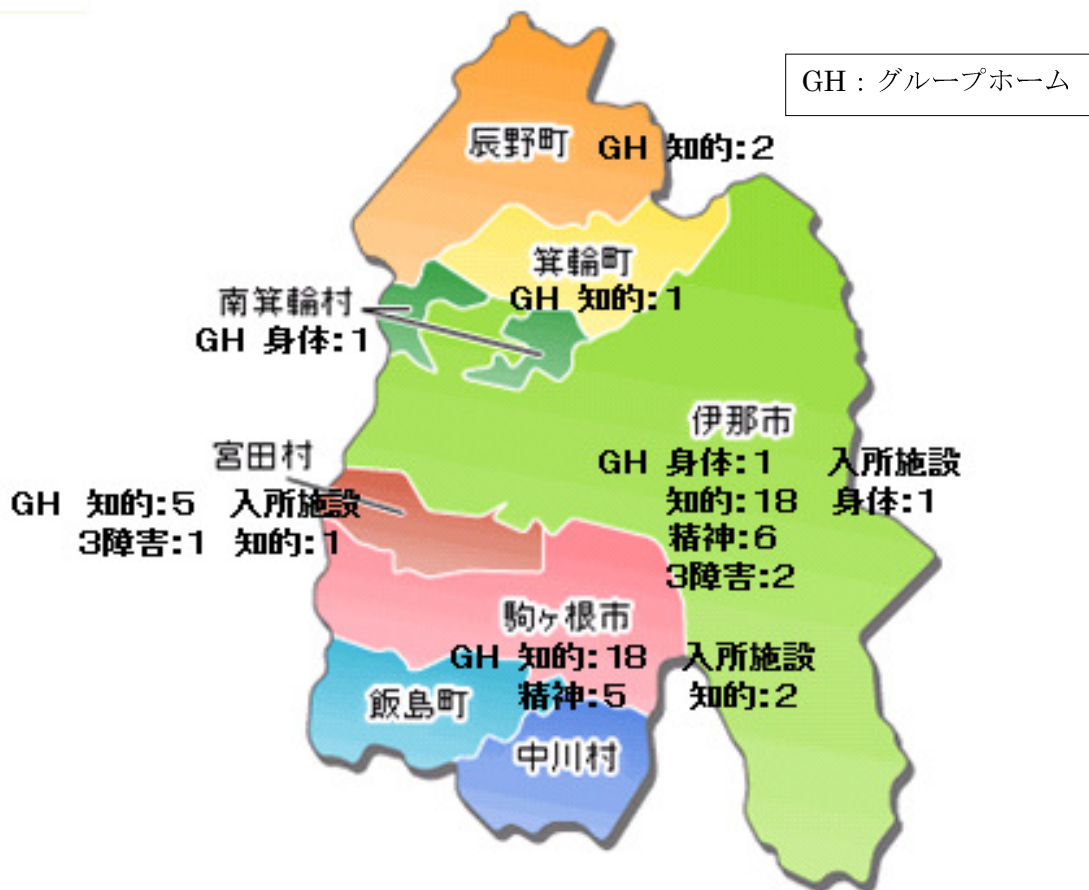 GH：グループホーム
辰野町 GH 知的:2
箕輪町
GH 知的:1
南箕輪村
GH 身体:1
伊那市
GH 身体:1 入所施設
知的:18 身体:1
精神:6
3障害:2
宮田村
GH 知的:5 入所施設
3障害:1 知的:1
駒ヶ根市
GH 知的:18 入所施設
精神:5 知的:2
飯島町
中川村